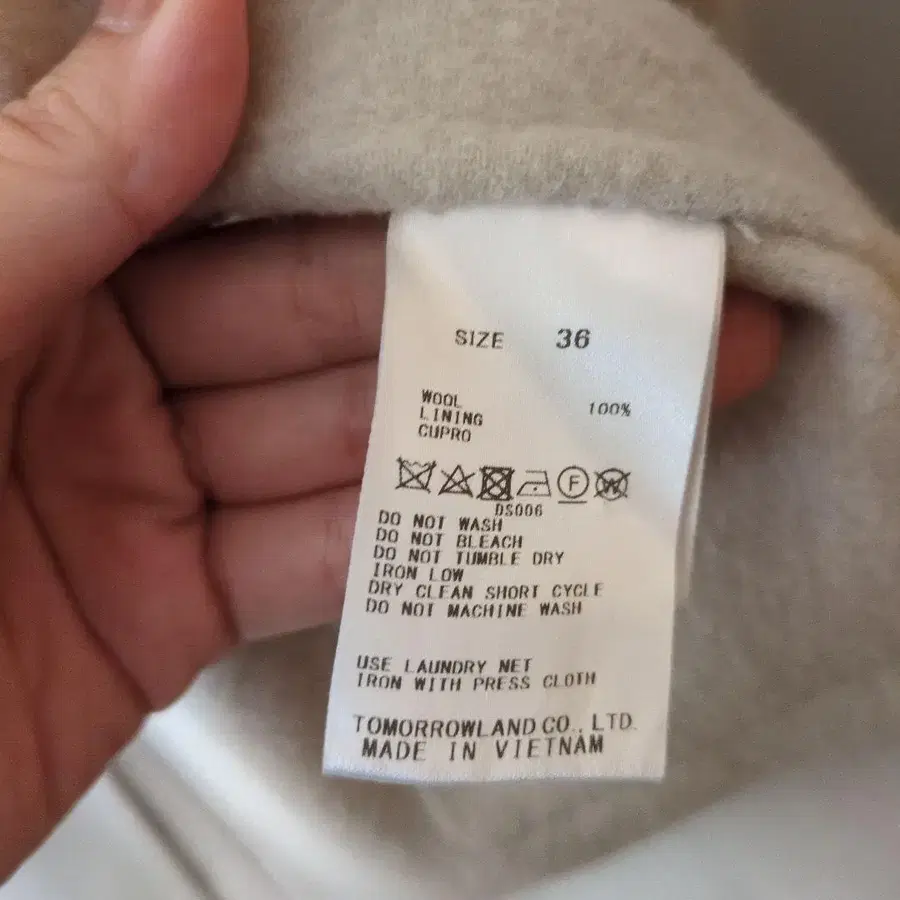 SIZE 36
WOOL 100%
LINING
CUPRO
F W
DS006
DO NOT WASH
DO NOT BLEACH
DO NOT TUMBLE DRY
IRON LOW
DRY CLEAN SHORT CYCLE
DO NOT MACHINE WASH
USE LAUNDRY NET
IRON WITH PRESS CLOTH
TOMORROWLAND CO., LTD.
MADE IN VIETNAM